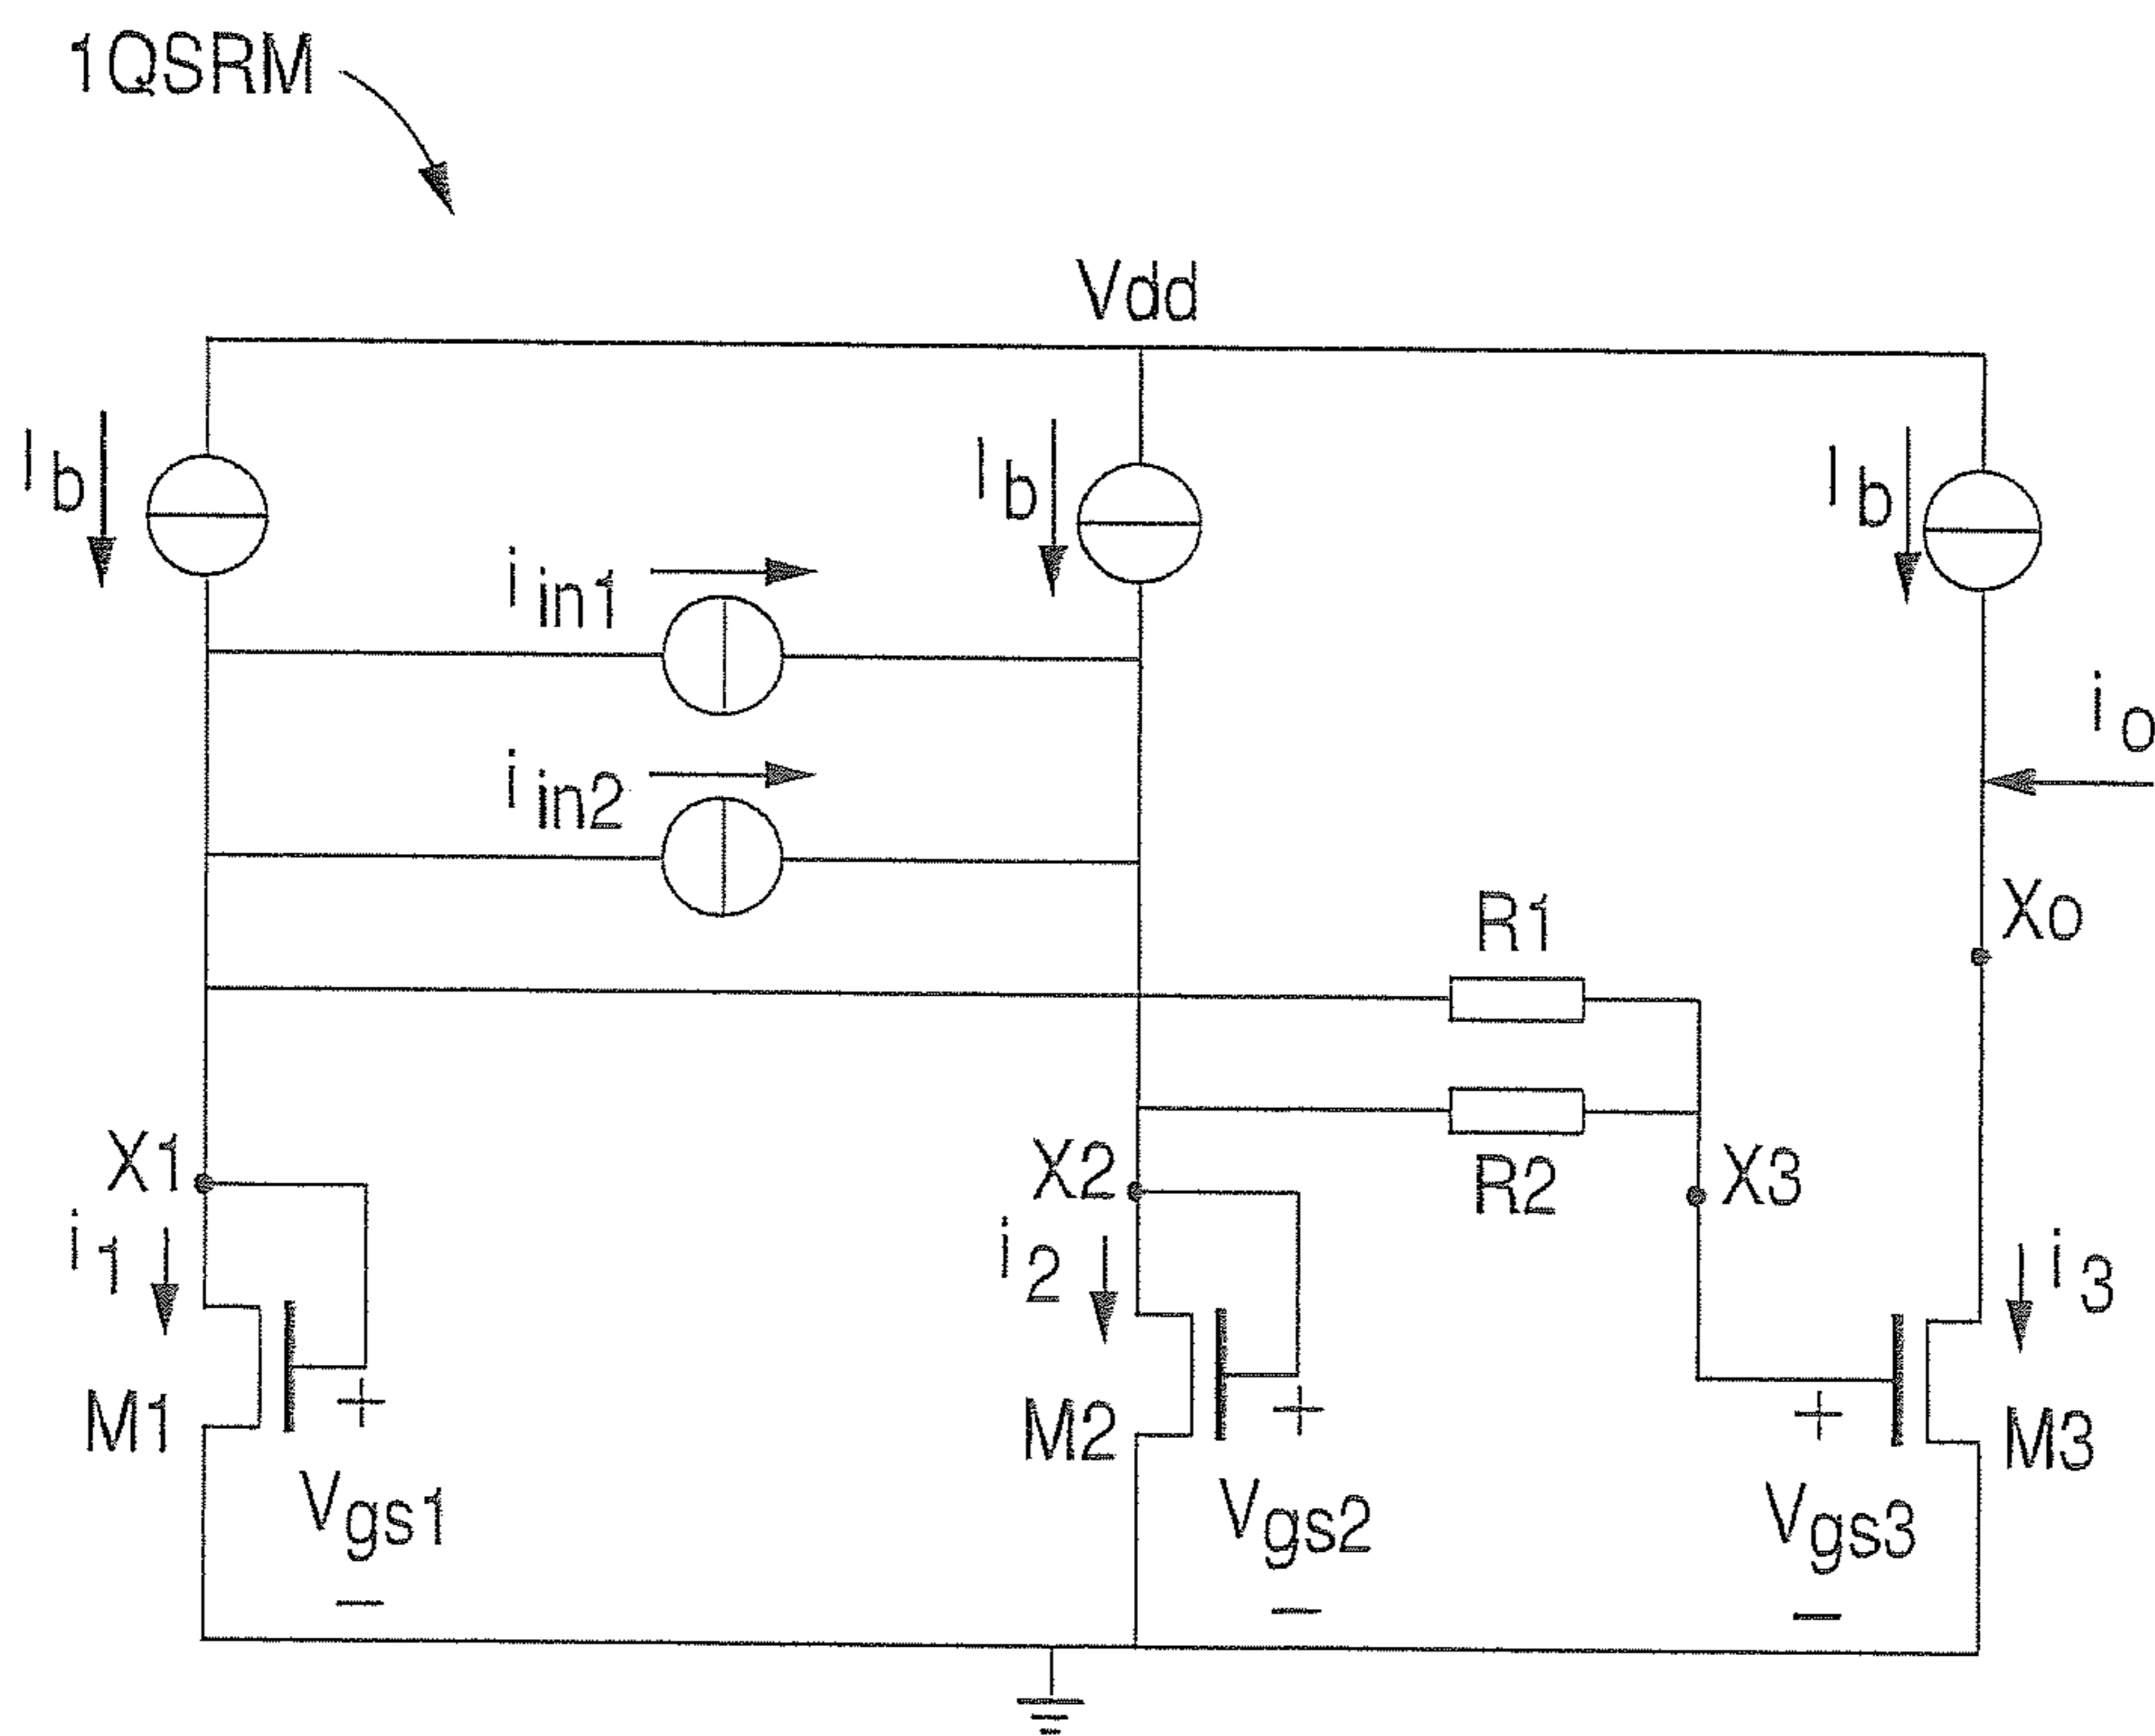 1QSRM
Vdd
Ib
Ib
Ib
iin1
io
iin2
R1
Xo
X1
X2
R2
X3
i1
i2
i3
M1
+
M2
+
+
M3
Vgs1
Vgs2
Vgs3
−
−
−